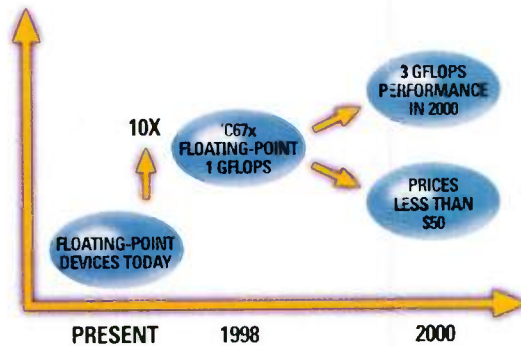 3 GFLOPS
PERFORMANCE
IN 2000
10X
'C67x
FLOATING-POINT
1 GFLOPS
PRICES
LESS THAN
$50
FLOATING-POINT
DEVICES TODAY
PRESENT 1998 2000